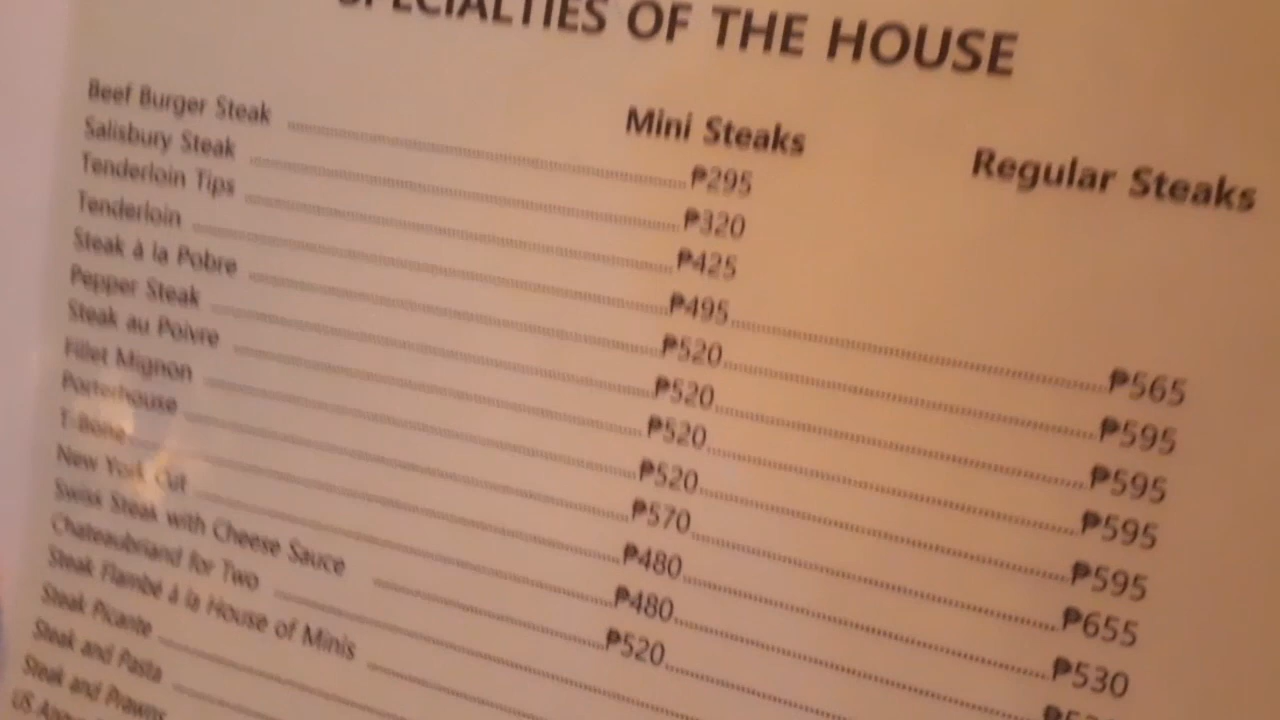 SPECIALTIES OF THE HOUSE
Mini Steaks Regular Steaks
Beef Burger Steak ₱295
Salisbury Steak ₱320
Tenderloin Tips ₱425
Tenderloin ₱495 ₱565
Steak à la Pobre ₱520 ₱595
Pepper Steak ₱520 ₱595
Steak au Poivre ₱520 ₱595
Fillet Mignon ₱520 ₱595
Porterhouse ₱570 ₱655
T-Bone ₱480 ₱530
New York Cut ₱480
Swiss Steak with Cheese Sauce ₱520
Chateaubriand for Two
Steak Flambé à la House of Minis
Steak Picante
Steak and Pasta
Steak and Prawns
US